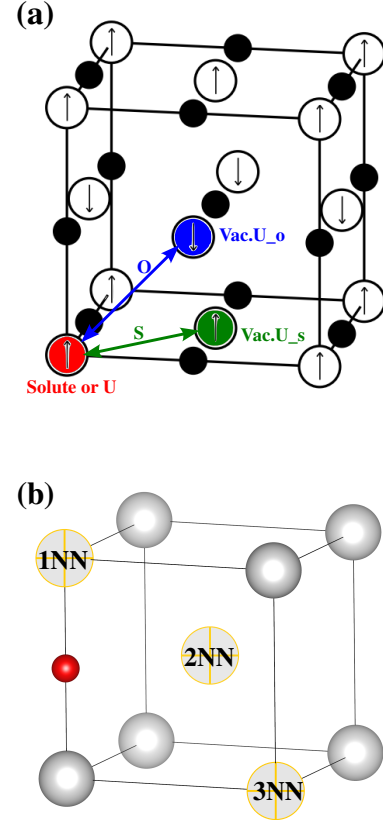 (a)
Vac.U_o
O
S
Vac.U_s
Solute or U
(b)
1NN
2NN
3NN